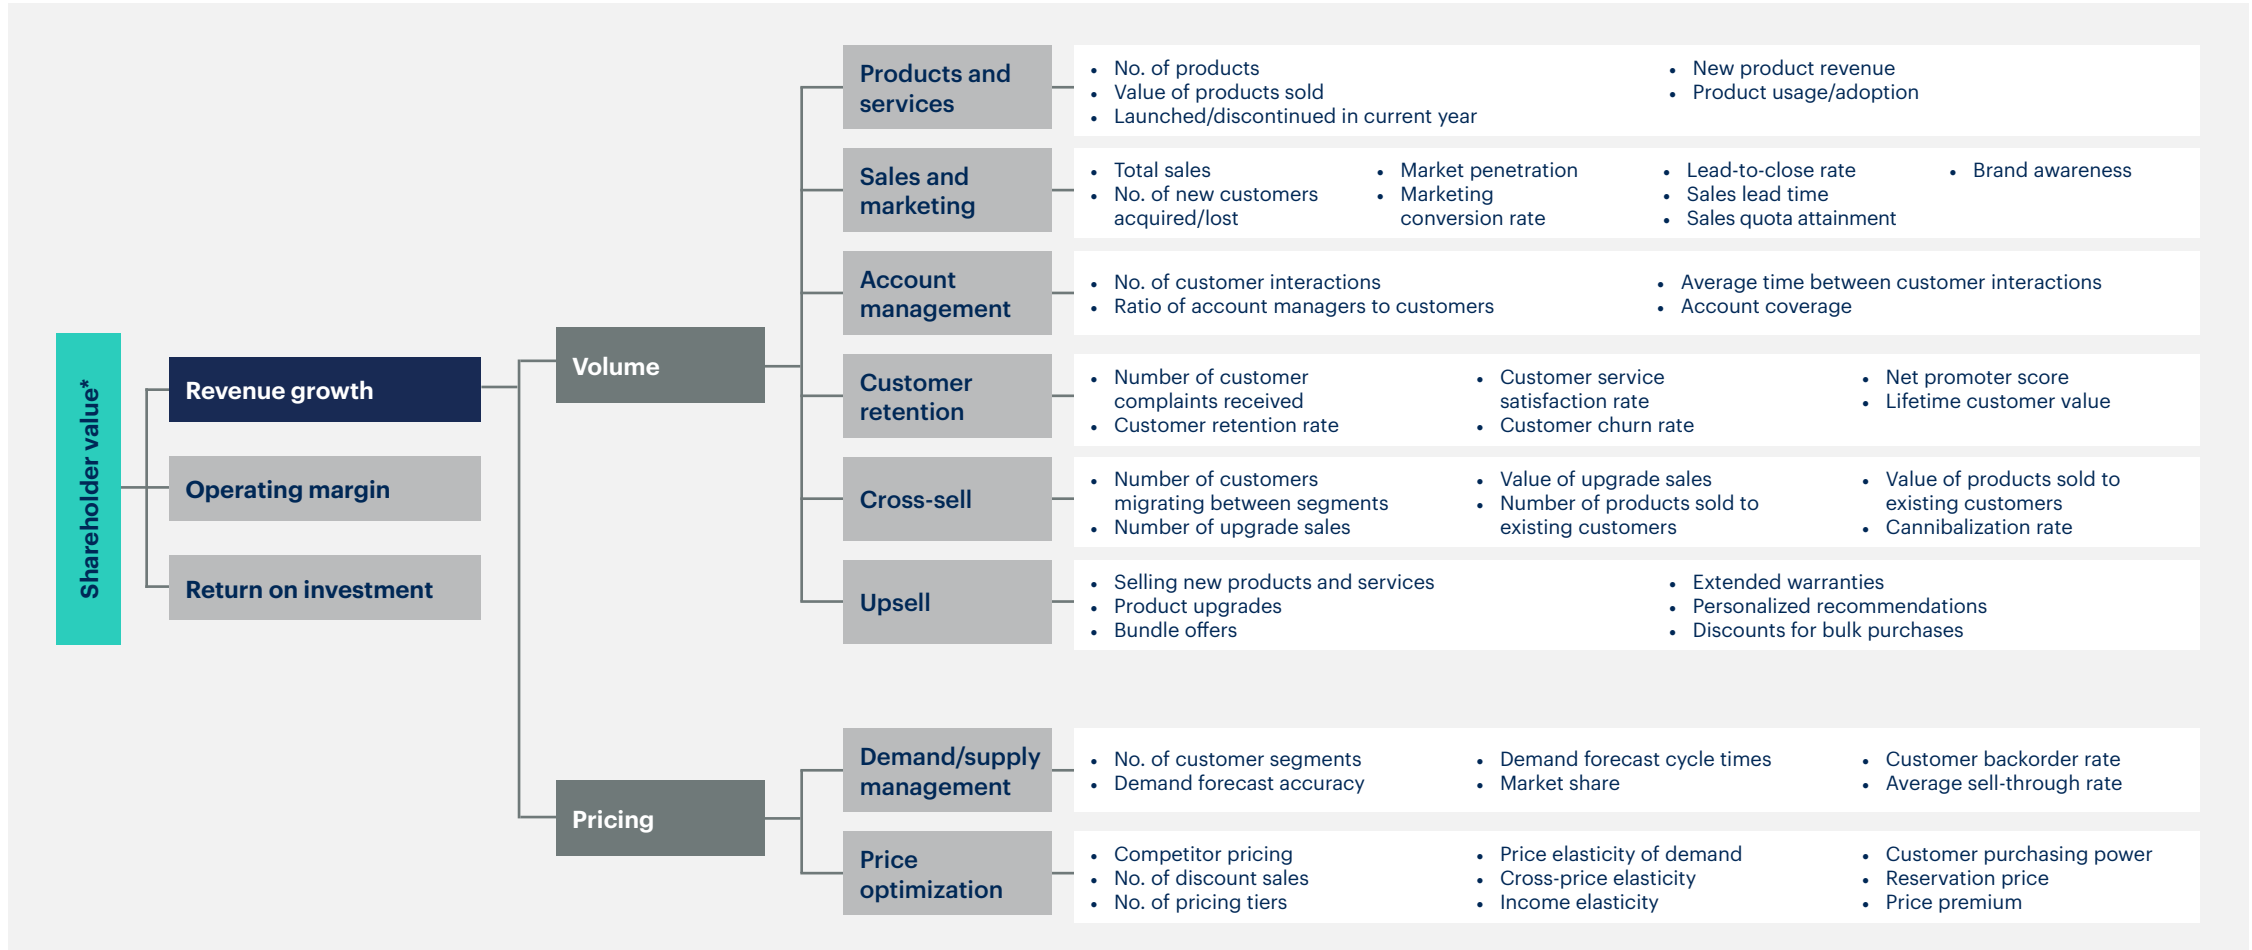 Shareholder value*
Revenue growth
Operating margin
Return on investment
Volume
Products and
services
• No. of products
• Value of products sold
• Launched/discontinued in current year
• New product revenue
• Product usage/adoption
Sales and
marketing
• Total sales
• No. of new customers
acquired/lost
• Market penetration
• Marketing
conversion rate
• Lead-to-close rate
• Sales lead time
• Sales quota attainment
• Brand awareness
Account
management
• No. of customer interactions
• Ratio of account managers to customers
• Average time between customer interactions
• Account coverage
Customer
retention
• Number of customer
complaints received
• Customer retention rate
• Customer service
satisfaction rate
• Customer churn rate
• Net promoter score
• Lifetime customer value
Cross-sell
• Number of customers
migrating between segments
• Number of upgrade sales
• Value of upgrade sales
• Number of products sold to
existing customers
• Value of products sold to
existing customers
• Cannibalization rate
Upsell
• Selling new products and services
• Product upgrades
• Bundle offers
• Extended warranties
• Personalized recommendations
• Discounts for bulk purchases
Pricing
Demand/supply
management
• No. of customer segments
• Demand forecast accuracy
• Demand forecast cycle times
• Market share
• Customer backorder rate
• Average sell-through rate
Price
optimization
• Competitor pricing
• No. of discount sales
• No. of pricing tiers
• Price elasticity of demand
• Cross-price elasticity
• Income elasticity
• Customer purchasing power
• Reservation price
• Price premium